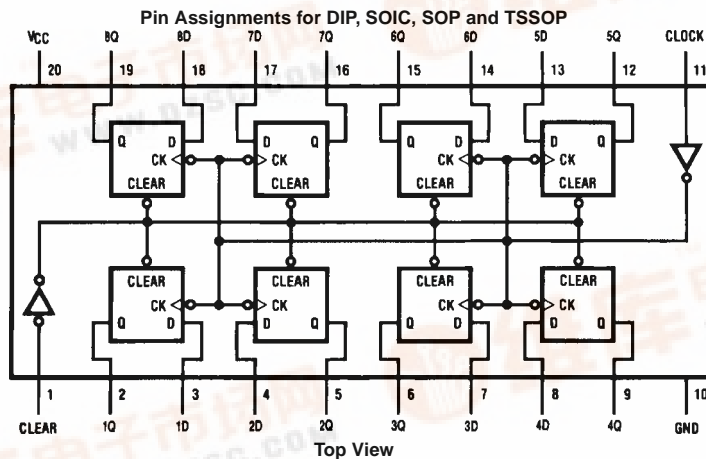 Pin Assignments for DIP, SOIC, SOP and TSSOP
VCC 8Q 8D 7D 7Q 6Q 6D 5D 5Q CLOCK
20 19 18 17 16 15 14 13 12 11
Q D D Q Q D D Q
CK CK CK CK
CLEAR CLEAR CLEAR CLEAR
CLEAR CLEAR CLEAR CLEAR
CK CK CK CK
Q D D Q Q D D Q
1 2 3 4 5 6 7 8 9 10
CLEAR 1Q 1D 2D 2Q 3Q 3D 4D 4Q GND
Top View
WWW.DZSC.COM